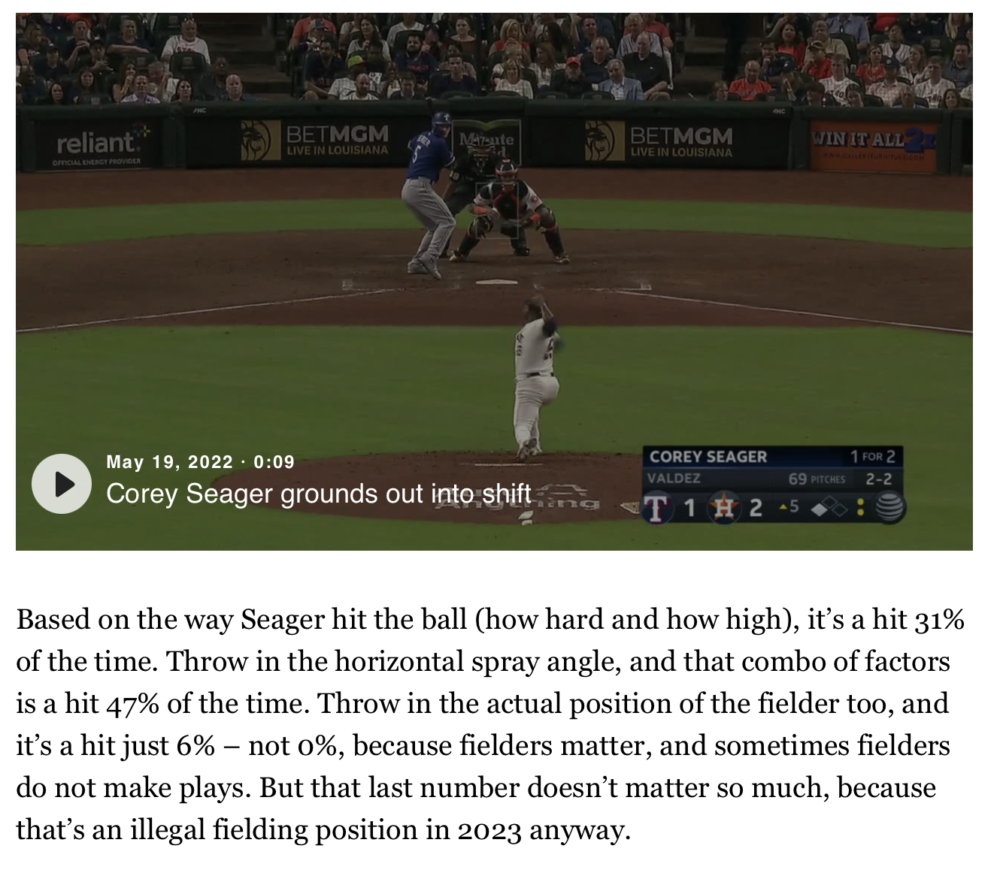 reliant
OFFICIAL ENERGY PROVIDER
BETMGM
LIVE IN LOUISIANA
Minute
BETMGM
LIVE IN LOUISIANA
WIN IT ALL
5
May 19, 2022 · 0:09
Corey Seager grounds out into shift
Anything
COREY SEAGER 1 FOR 2
VALDEZ 69 PITCHES 2-2
T 1 H 2 ▲5
Based on the way Seager hit the ball (how hard and how high), it’s a hit 31%
of the time. Throw in the horizontal spray angle, and that combo of factors
is a hit 47% of the time. Throw in the actual position of the fielder too, and
it’s a hit just 6% – not 0%, because fielders matter, and sometimes fielders
do not make plays. But that last number doesn’t matter so much, because
that’s an illegal fielding position in 2023 anyway.